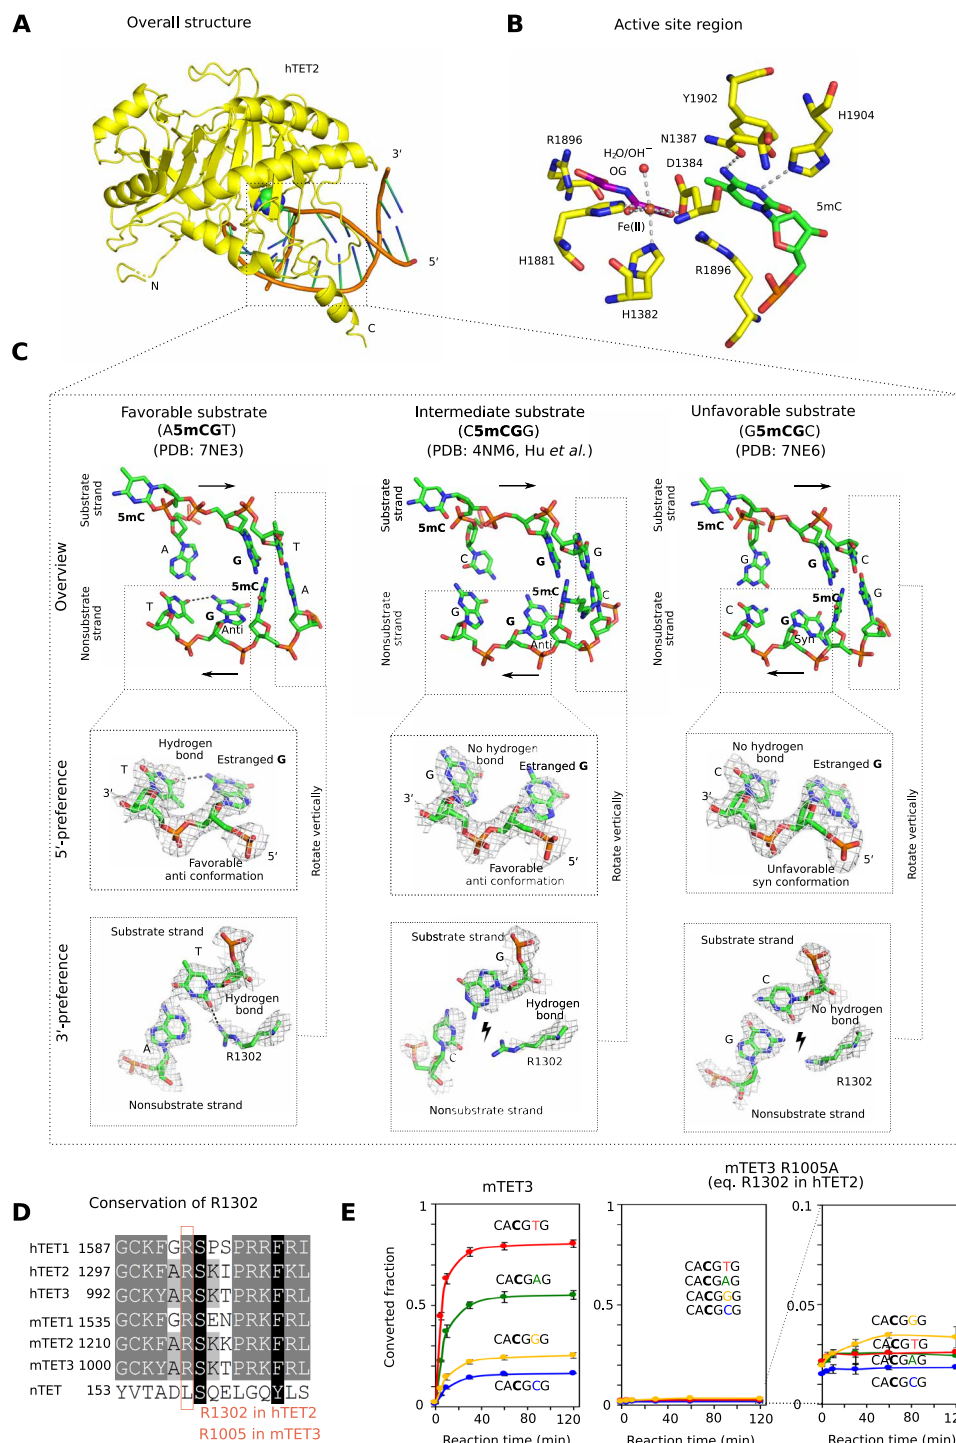 A
Overall structure
hTET2
3′
5′
N
C
B
Active site region
Y1902
H1904
N1387
R1896
H₂O/OH⁻
OG
D1384
5mC
Fe(II)
H1881
R1896
H1382
C
Favorable substrate
(A5mCGT)
(PDB: 7NE3)
Intermediate substrate
(C5mCGG)
(PDB: 4NM6, Hu et al.)
Unfavorable substrate
(G5mCGC)
(PDB: 7NE6)
Overview
Substrate strand
Nonsubstrate strand
5mC
A
G
T
5mC
T
G
Anti
A
Substrate strand
Nonsubstrate strand
5mC
C
G
G
5mC
G
G
Anti
C
Substrate strand
Nonsubstrate strand
5mC
G
G
C
5mC
C
G
Syn
G
5′-preference
Hydrogen bond
T
Estranged G
3′
5′
Favorable
anti conformation
Rotate vertically
No hydrogen bond
G
Estranged G
3′
5′
Favorable
anti conformation
Rotate vertically
No hydrogen bond
C
Estranged G
3′
5′
Unfavorable
syn conformation
Rotate vertically
3′-preference
Substrate strand
T
Hydrogen bond
A
R1302
Nonsubstrate strand
Substrate strand
G
Hydrogen bond
C
R1302
Nonsubstrate strand
Substrate strand
C
No hydrogen bond
G
R1302
Nonsubstrate strand
D
Conservation of R1302
hTET1 1587 GCKFGRSPSPRRFRI
hTET2 1297 GCKFARSKIPRKFRL
hTET3 992 GCKYARSKTPRKFRL
mTET1 1535 GCKFGRSENPRKFRL
mTET2 1210 GCKFARSKKPRKFRL
mTET3 1000 GCKYARSKTPRKFRL
nTET 153 YVTADLSQELGQYLS
R1302 in hTET2
R1005 in mTET3
E
mTET3
Converted fraction
1
0.5
0
CACGTG
CACGAG
CACGGG
CACGCG
0 40 80 120
Reaction time (min)
mTET3 R1005A
(eq. R1302 in hTET2)
1
0.5
0
CACGTG
CACGAG
CACGGG
CACGCG
0 40 80 120
Reaction time (min)
0.1
0.05
0
CACGGG
CACGTG
CACGAG
CACGCG
0 40 80 120
Reaction time (min)